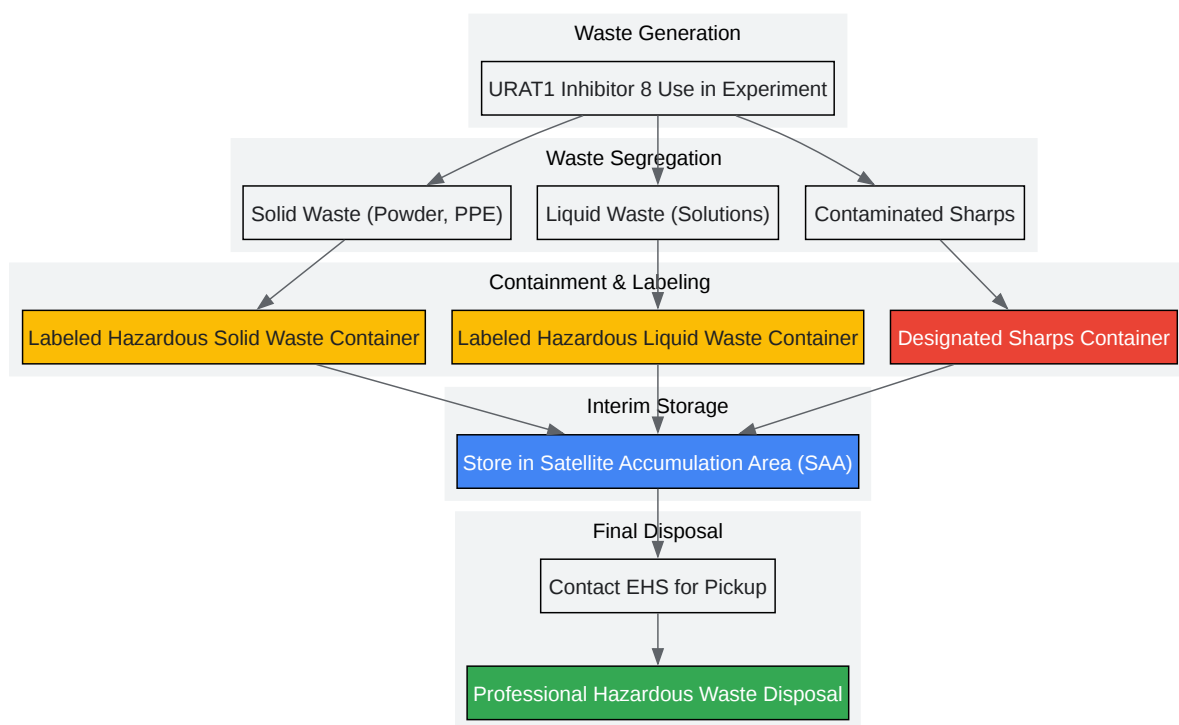 Waste Generation
URAT1 Inhibitor 8 Use in Experiment
Waste Segregation
Solid Waste (Powder, PPE)
Liquid Waste (Solutions)
Contaminated Sharps
Containment & Labeling
Labeled Hazardous Solid Waste Container
Labeled Hazardous Liquid Waste Container
Designated Sharps Container
Interim Storage
Store in Satellite Accumulation Area (SAA)
Final Disposal
Contact EHS for Pickup
Professional Hazardous Waste Disposal